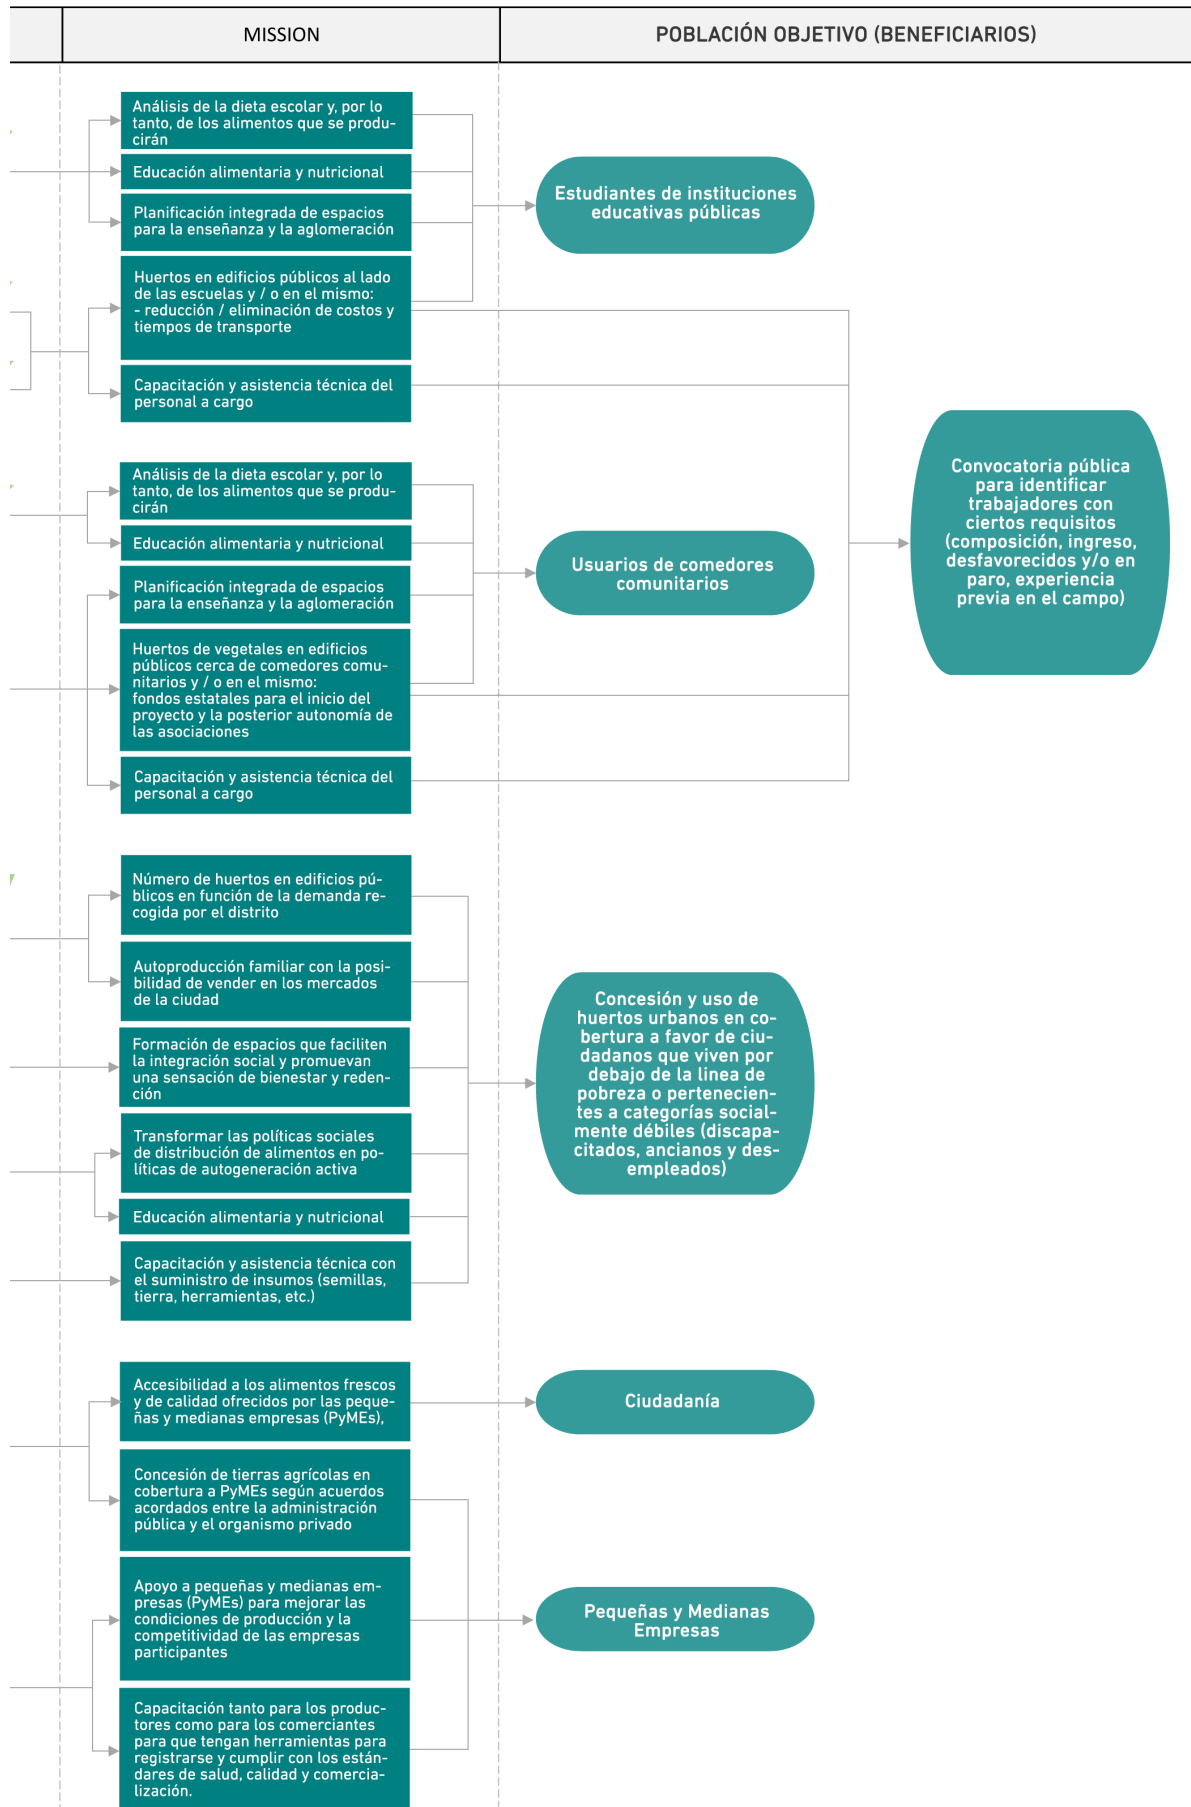 MISSION
POBLACIÓN OBJETIVO (BENEFICIARIOS)
Análisis de la dieta escolar y, por lo
tanto, de los alimentos que se produ-
cirán
Educación alimentaria y nutricional
Planificación integrada de espacios
para la enseñanza y la aglomeración
Huertos en edificios públicos al lado
de las escuelas y / o en el mismo:
- reducción / eliminación de costos y
tiempos de transporte
Capacitación y asistencia técnica del
personal a cargo
Estudiantes de instituciones
educativas públicas
Análisis de la dieta escolar y, por lo
tanto, de los alimentos que se produ-
cirán
Educación alimentaria y nutricional
Planificación integrada de espacios
para la enseñanza y la aglomeración
Huertos de vegetales en edificios
públicos cerca de comedores comu-
nitarios y / o en el mismo:
fondos estatales para el inicio del
proyecto y la posterior autonomía de
las asociaciones
Capacitación y asistencia técnica del
personal a cargo
Usuarios de comedores
comunitarios
Convocatoria pública
para identificar
trabajadores con
ciertos requisitos
(composición, ingreso,
desfavorecidos y/o en
paro, experiencia
previa en el campo)
Número de huertos en edificios pú-
blicos en función de la demanda re-
cogida por el distrito
Autoproducción familiar con la posi-
bilidad de vender en los mercados
de la ciudad
Formación de espacios que faciliten
la integración social y promuevan
una sensación de bienestar y reden-
ción
Transformar las políticas sociales
de distribución de alimentos en po-
líticas de autogeneración activa
Educación alimentaria y nutricional
Capacitación y asistencia técnica con
el suministro de insumos (semillas,
tierra, herramientas, etc.)
Concesión y uso de
huertos urbanos en co-
bertura a favor de ciu-
dadanos que viven por
debajo de la linea de
pobreza o pertenecien-
tes a categorías social-
mente débiles (discapa-
citados, ancianos y des-
empleados)
Accesibilidad a los alimentos frescos
y de calidad ofrecidos por las peque-
ñas y medianas empresas (PyMEs),
Ciudadanía
Concesión de tierras agrícolas en
cobertura a PyMEs según acuerdos
acordados entre la administración
pública y el organismo privado
Apoyo a pequeñas y medianas em-
presas (PyMEs) para mejorar las
condiciones de producción y la
competitividad de las empresas
participantes
Capacitación tanto para los produc-
tores como para los comerciantes
para que tengan herramientas para
registrarse y cumplir con los están-
dares de salud, calidad y comercia-
lización.
Pequeñas y Medianas
Empresas